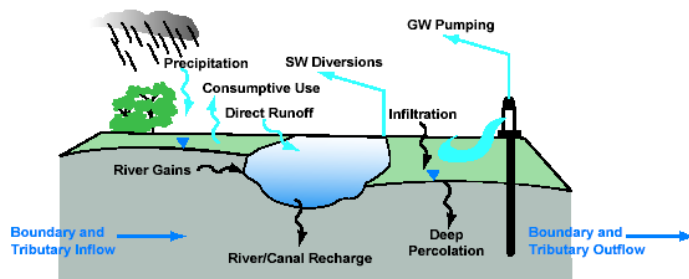 GW Pumping
Precipitation
SW Diversions
Consumptive Use
Direct Runoff
Infiltration
River Gains
Boundary and
Tributary Inflow
River/Canal Recharge
Deep
Percolation
Boundary and
Tributary Outflow